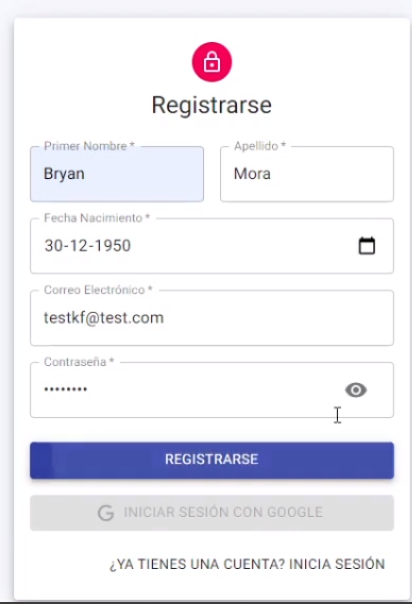 Registrarse
Primer Nombre * Apellido *
Bryan Mora
Fecha Nacimiento *
30-12-1950
Correo Electrónico *
testkf@test.com
Contraseña *
••••••••
REGISTRARSE
G INICIAR SESIÓN CON GOOGLE
¿YA TIENES UNA CUENTA? INICIA SESIÓN